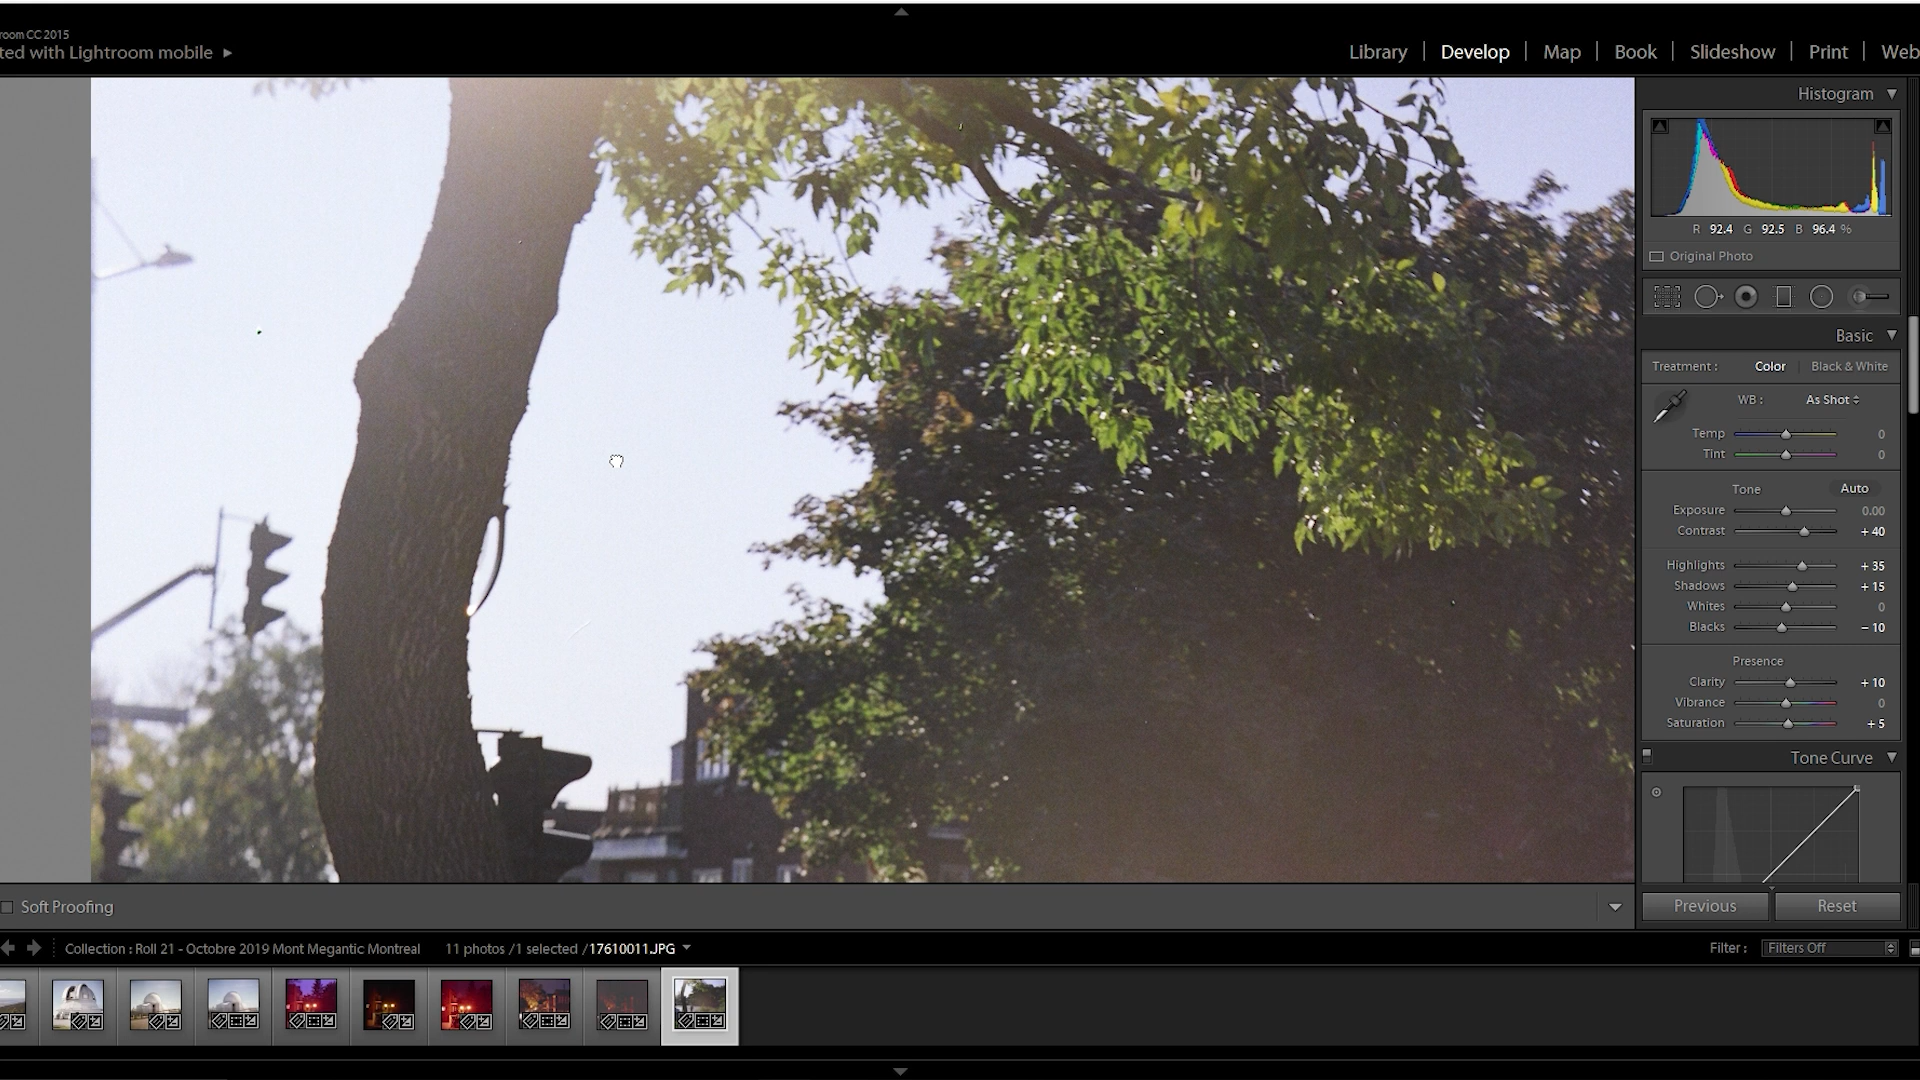 room CC 2015
ted with Lightroom mobile
Library | Develop | Map | Book | Slideshow | Print | Web
Histogram
R 92.4 G 92.5 B 96.4 %
Original Photo
Basic
Treatment : Color | Black & White
WB : As Shot
Temp 0
Tint 0
Tone Auto
Exposure 0.00
Contrast + 40
Highlights + 35
Shadows + 15
Whites 0
Blacks – 10
Presence
Clarity + 10
Vibrance 0
Saturation + 5
Tone Curve
Soft Proofing
Previous Reset
Collection : Roll 21 - Octobre 2019 Mont Megantic Montreal 11 photos / 1 selected / 17610011.JPG Filter : Filters Off